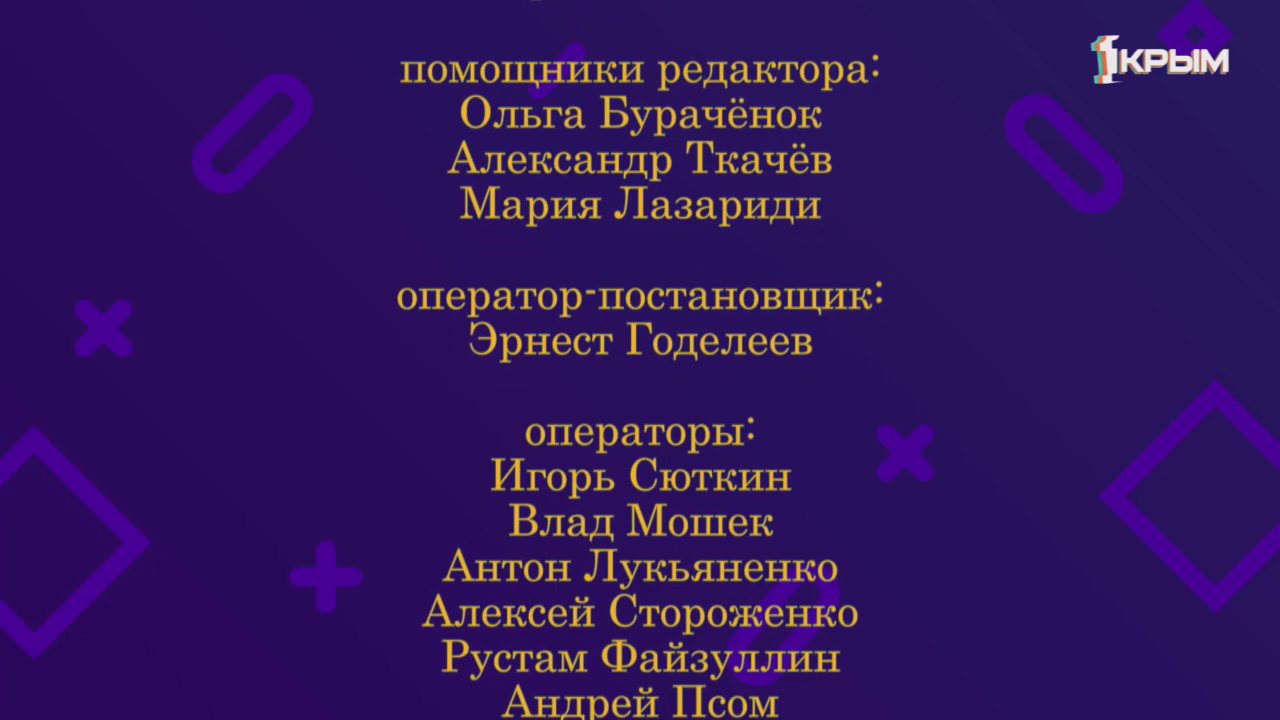 1КРЫМ
помощники редактора:
Ольга Бурачёнок
Александр Ткачёв
Мария Лазариди
оператор-постановщик:
Эрнест Годелеев
операторы:
Игорь Сюткин
Влад Мошек
Антон Лукьяненко
Алексей Стороженко
Рустам Файзуллин
Андрей Псом